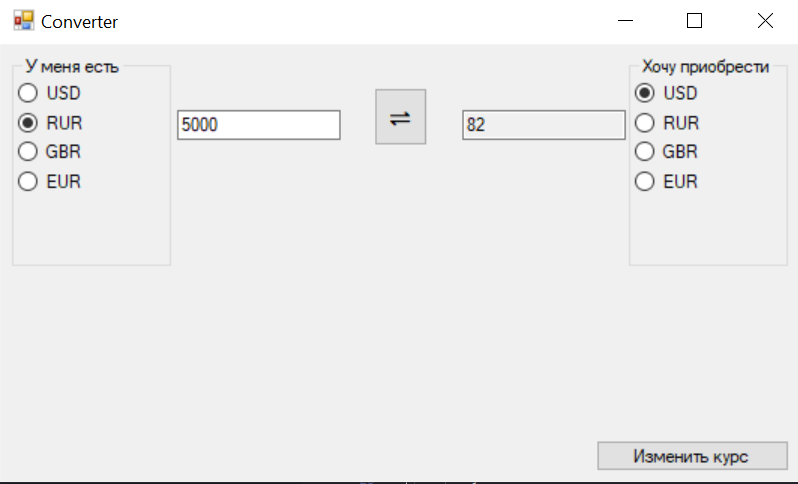 Converter
У меня есть
USD
RUR
GBR
EUR
5000
⇌
82
Хочу приобрести
USD
RUR
GBR
EUR
Изменить курс